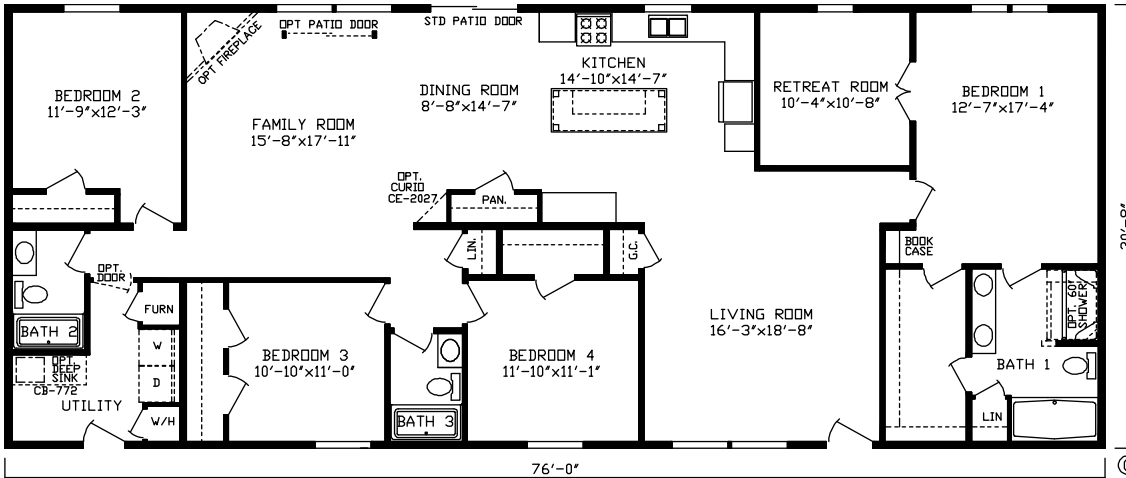 BEDROOM 2
11'-9"x12'-3"
OPT FIREPLACE
OPT PATIO DOOR
STD PATIO DOOR
FAMILY ROOM
15'-8"x17'-11"
DINING ROOM
8'-8"x14'-7"
KITCHEN
14'-10"x14'-7"
RETREAT ROOM
10'-4"x10'-8"
BEDROOM 1
12'-7"x17'-4"
OPT.
CURIO
CE-2027
PAN.
LIN.
G.C.
BOOK
CASE
OPT.
DOOR
FURN
BATH 2
W
D
OPT.
DEEP
SINK
CB-772
UTILITY
W/H
BEDROOM 3
10'-10"x11'-0"
BATH 3
BEDROOM 4
11'-10"x11'-1"
LIVING ROOM
16'-3"x18'-8"
OPT. 60"
SHOWER
BATH 1
LIN
76'-0"